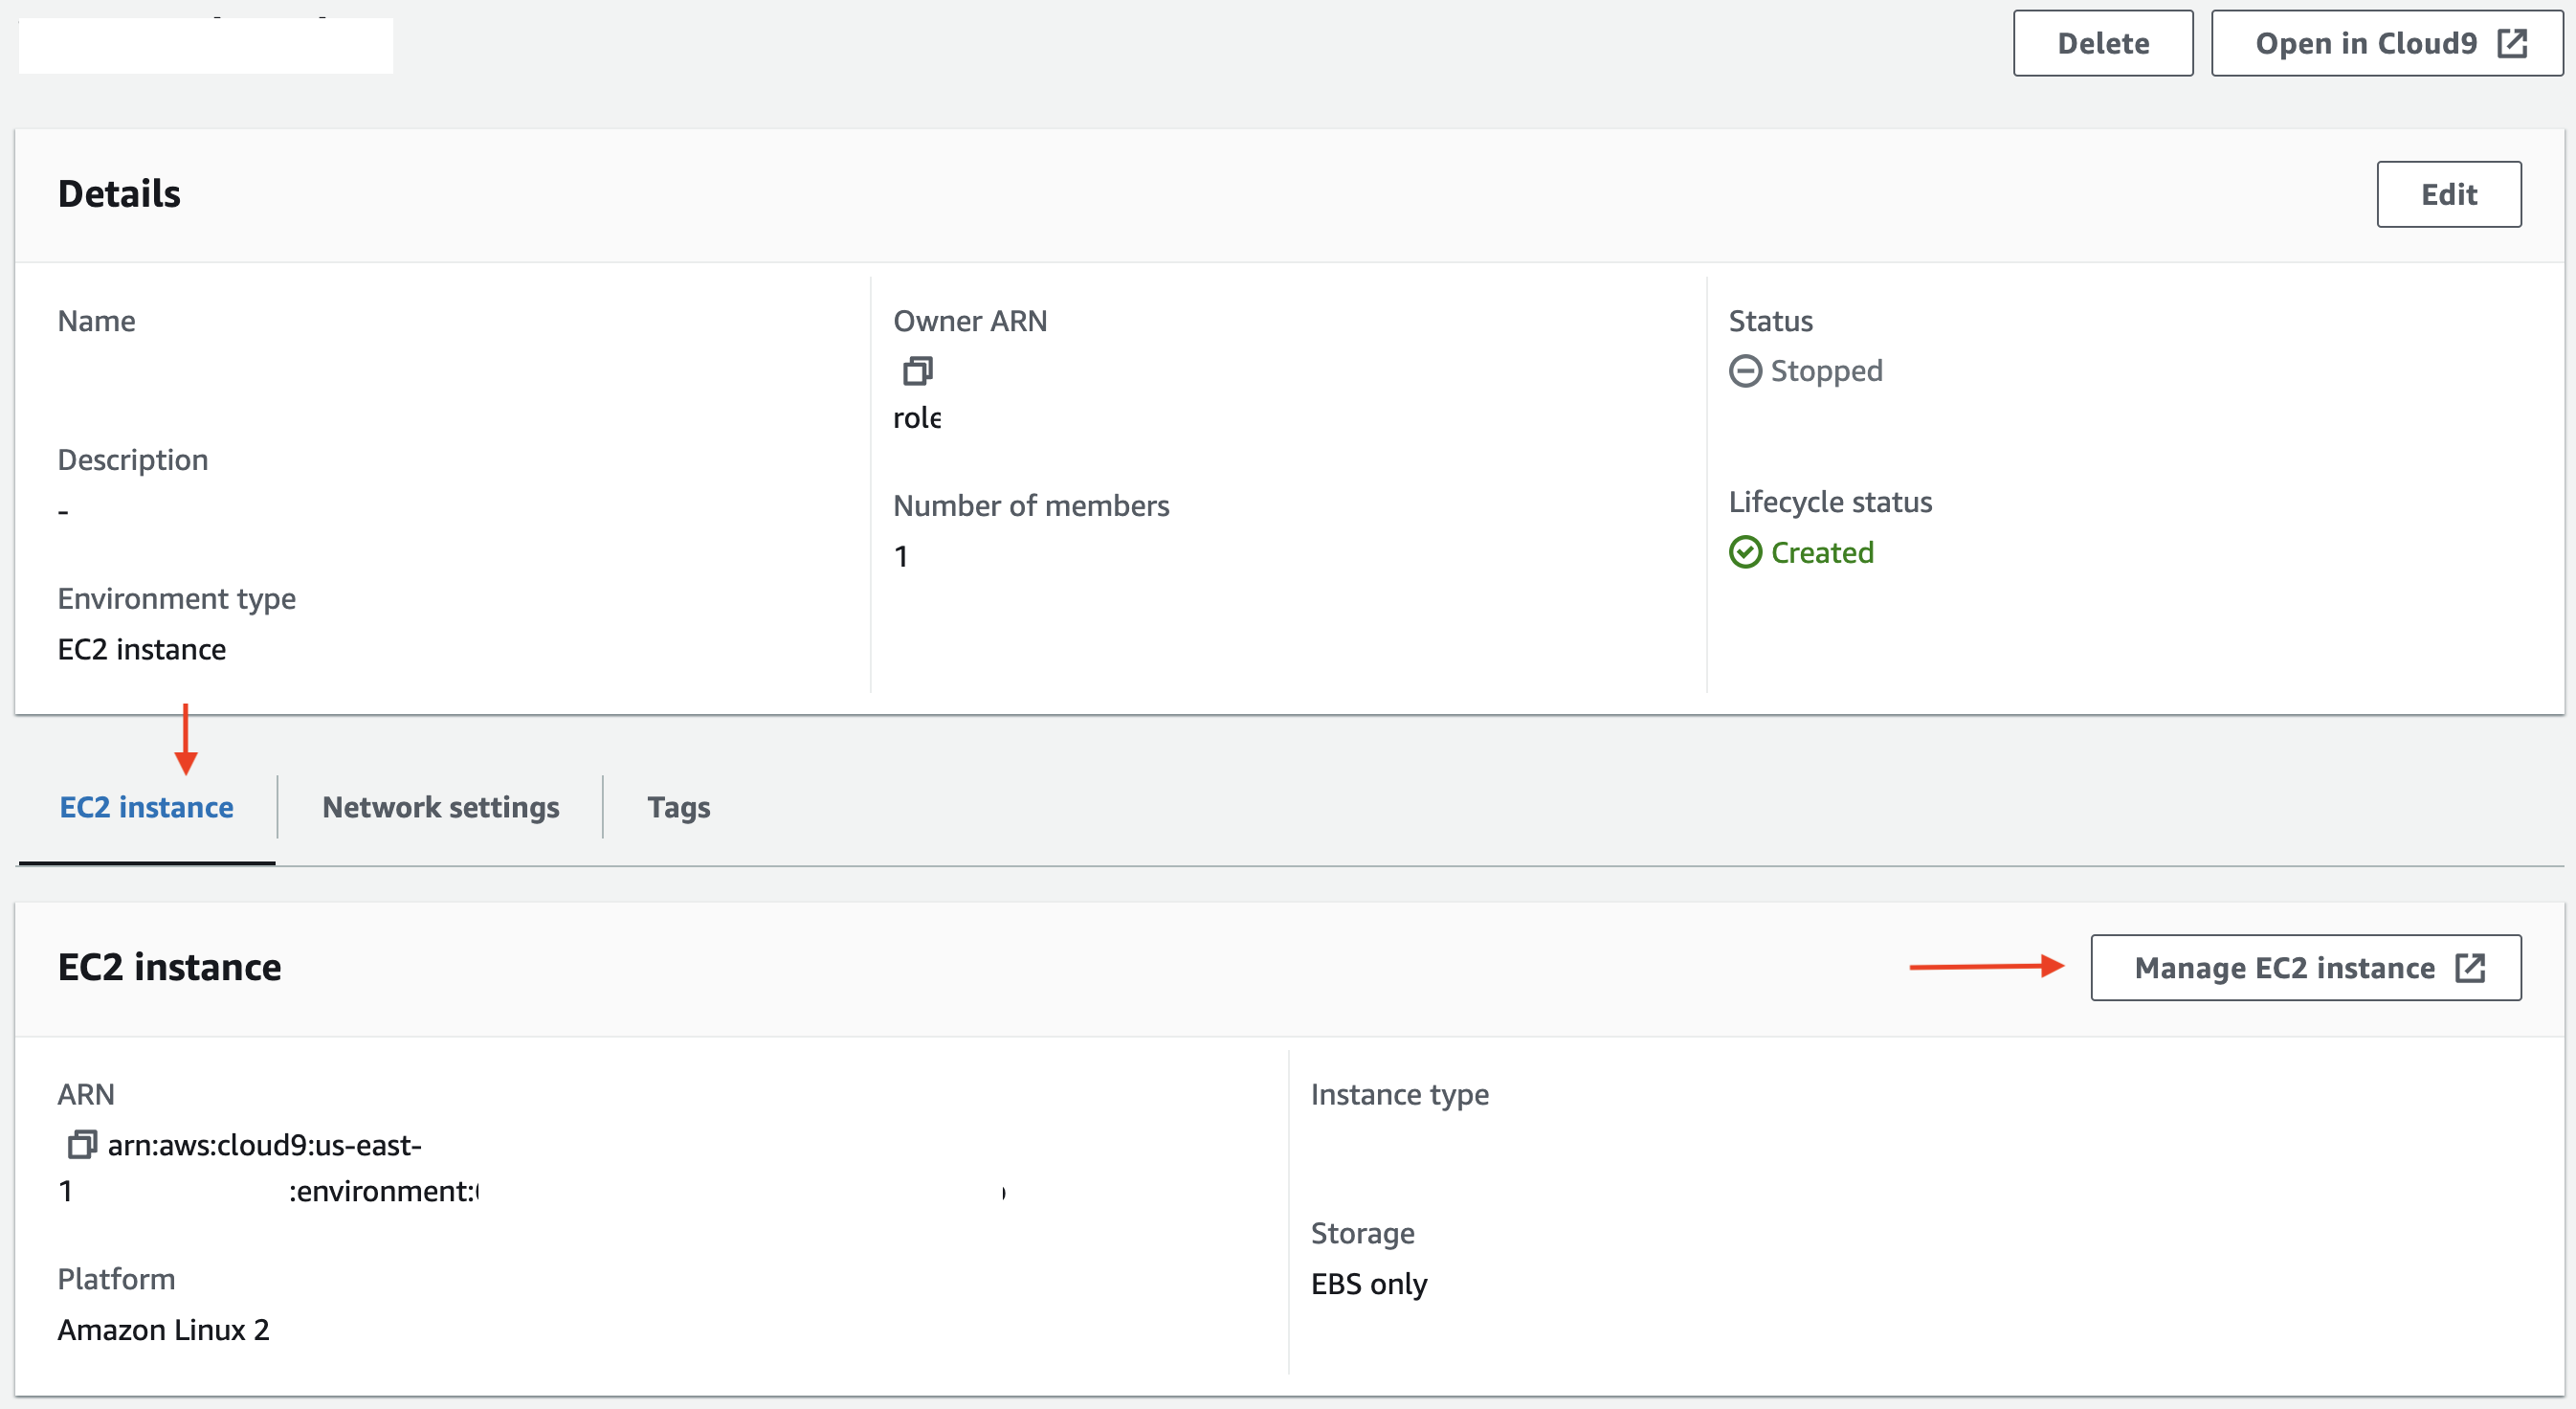 Delete
Open in Cloud9
Details
Edit
Name
Owner ARN
role
Status
Stopped
Description
-
Number of members
1
Lifecycle status
Created
Environment type
EC2 instance
EC2 instance
Network settings
Tags
EC2 instance
Manage EC2 instance
ARN
arn:aws:cloud9:us-east-
1 :environment:
Instance type
Platform
Amazon Linux 2
Storage
EBS only